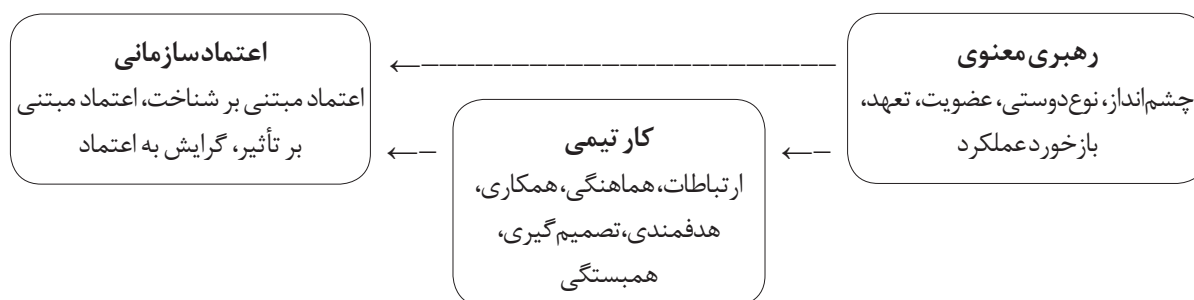 رهبری معنوی
چشم‌انداز، نوع‌دوستی، عضویت، تعهد،
بازخورد عملکرد
کار تیمی
ارتباطات، هماهنگی، همکاری،
هدفمندی، تصمیم‌گیری،
همبستگی
اعتماد سازمانی
اعتماد مبتنی بر شناخت، اعتماد مبتنی
بر تأثیر، گرایش به اعتماد